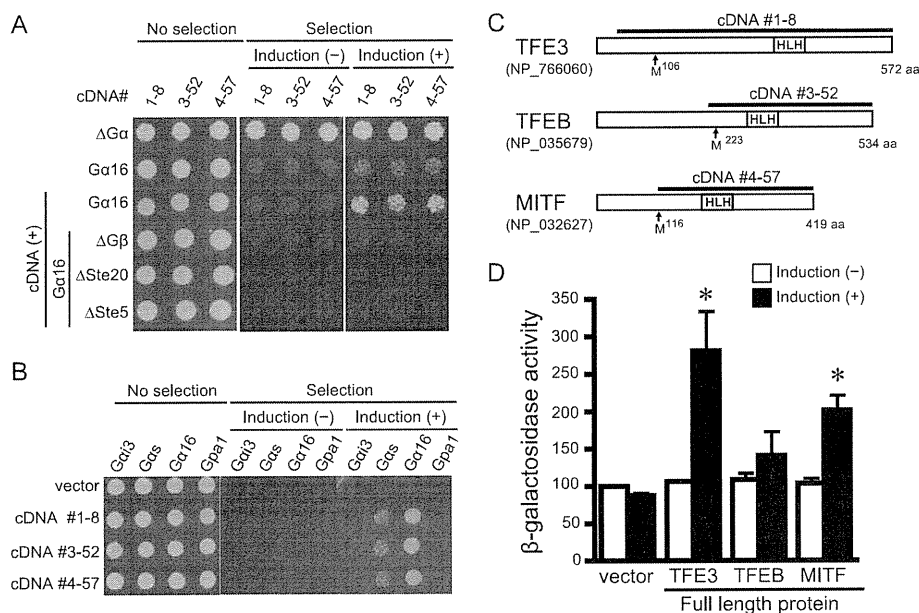 A
No selection
Selection
Induction (−)
Induction (+)
cDNA#
1-8
3-52
4-57
1-8
3-52
4-57
1-8
3-52
4-57
ΔGα
Gα16
Gα16
ΔGβ
ΔSte20
ΔSte5
cDNA (+)
Gα16
B
No selection
Selection
Induction (−)
Induction (+)
Gαi3
Gαs
Gα16
Gpa1
Gαi3
Gαs
Gα16
Gpa1
Gαi3
Gαs
Gα16
Gpa1
vector
cDNA #1-8
cDNA #3-52
cDNA #4-57
C
cDNA #1-8
TFE3
HLH
(NP_766060)
M106
572 aa
cDNA #3-52
TFEB
HLH
(NP_035679)
M223
534 aa
cDNA #4-57
MITF
HLH
(NP_032627)
M116
419 aa
D
Induction (−)
Induction (+)
β-galactosidase activity
350
300
250
200
150
100
50
0
*
*
vector
TFE3
TFEB
MITF
Full length protein